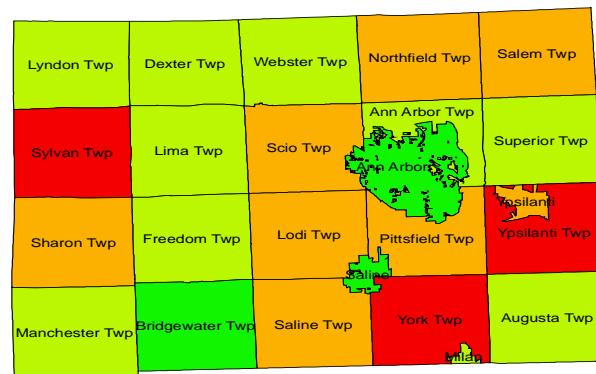 Lyndon Twp
Dexter Twp
Webster Twp
Northfield Twp
Salem Twp
Sylvan Twp
Lima Twp
Scio Twp
Ann Arbor Twp
Ann Arbor
Superior Twp
Sharon Twp
Freedom Twp
Lodi Twp
Pittsfield Twp
Ypsilanti
Ypsilanti Twp
Saline
Manchester Twp
Bridgewater Twp
Saline Twp
York Twp
Augusta Twp
Milan